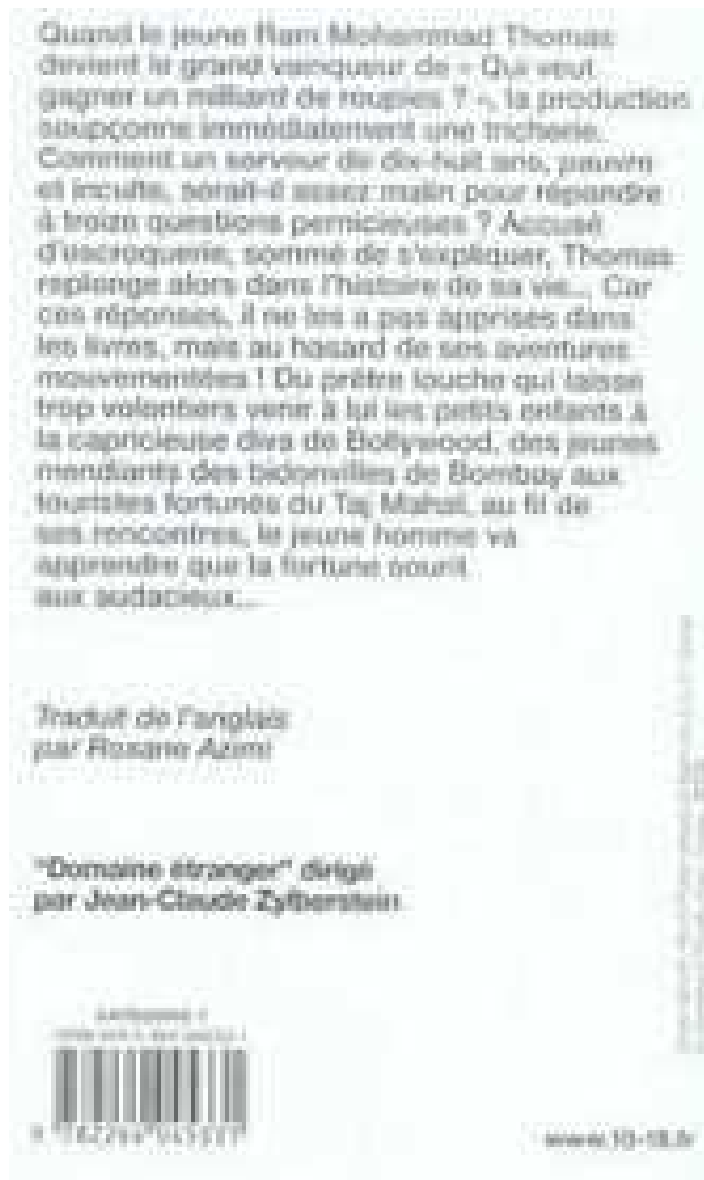 Quand le jeune Ram Mohammad Thomas
devient le grand vainqueur de « Qui veut
gagner un milliard de roupies ? », la production
soupçonne immédiatement une tricherie.
Comment un serveur de dix-huit ans, pauvre
et inculte, serait-il assez malin pour répondre
à treize questions pernicieuses ? Accusé
d'escroquerie, sommé de s'expliquer, Thomas
replonge alors dans l'histoire de sa vie... Car
ces réponses, il ne les a pas apprises dans
les livres, mais au hasard de ses aventures
mouvementées ! Du prêtre louche qui laisse
trop volontiers venir à lui les petits enfants à
la capricieuse diva de Bollywood, des jeunes
mendiants des bidonvilles de Bombay aux
touristes fortunés du Taj Mahal, au fil de
ses rencontres, le jeune homme va
apprendre que la fortune sourit
aux audacieux...
Traduit de l'anglais
par Roxane Azimi
"Domaine étranger" dirigé
par Jean-Claude Zylberstein
www.10-18.fr